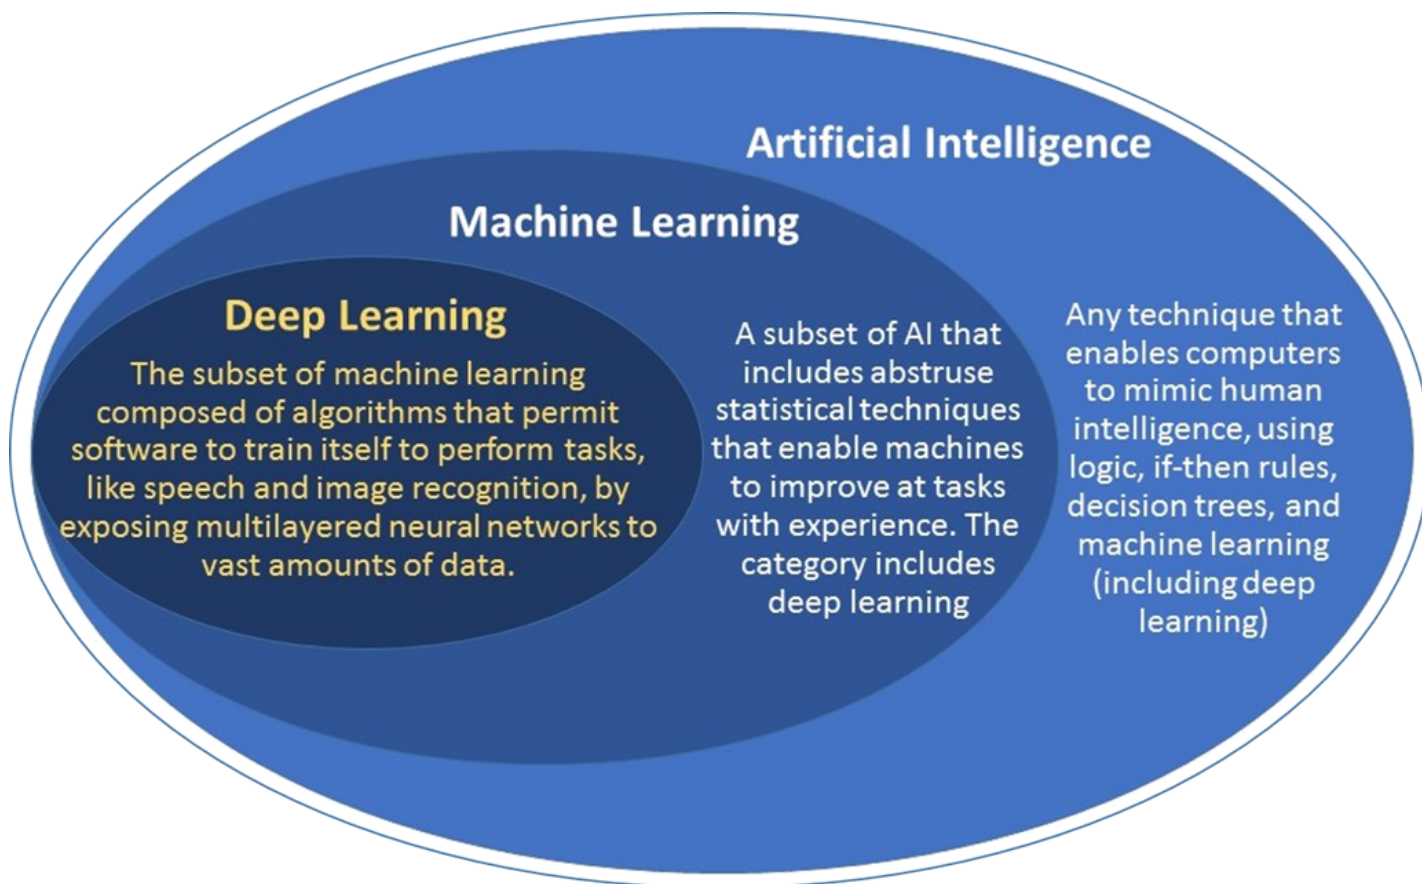 Artificial Intelligence
Machine Learning
Deep Learning
The subset of machine learning
composed of algorithms that permit
software to train itself to perform tasks,
like speech and image recognition, by
exposing multilayered neural networks to
vast amounts of data.
A subset of AI that
includes abstruse
statistical techniques
that enable machines
to improve at tasks
with experience. The
category includes
deep learning
Any technique that
enables computers
to mimic human
intelligence, using
logic, if-then rules,
decision trees, and
machine learning
(including deep
learning)